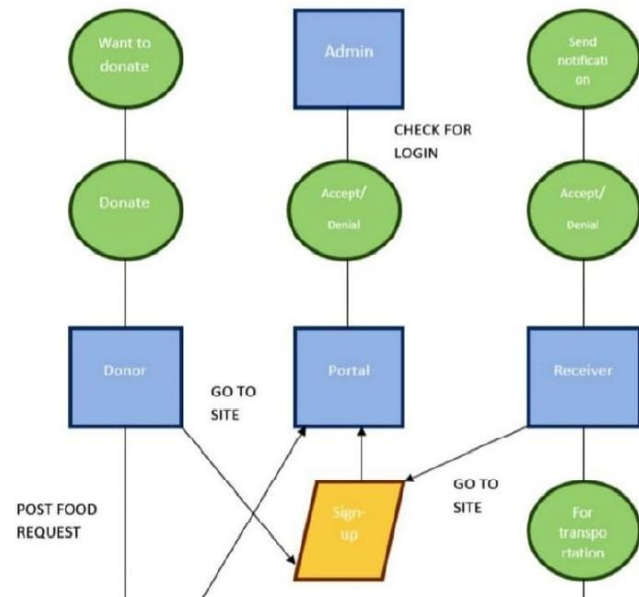 Want to
donate
Admin
Send
notificati
on
CHECK FOR
LOGIN
Donate
Accept/
Denial
Accept/
Denial
Donor
GO TO
SITE
Portal
Receiver
POST FOOD
REQUEST
Sign-
up
GO TO
SITE
For
transpo
rtation